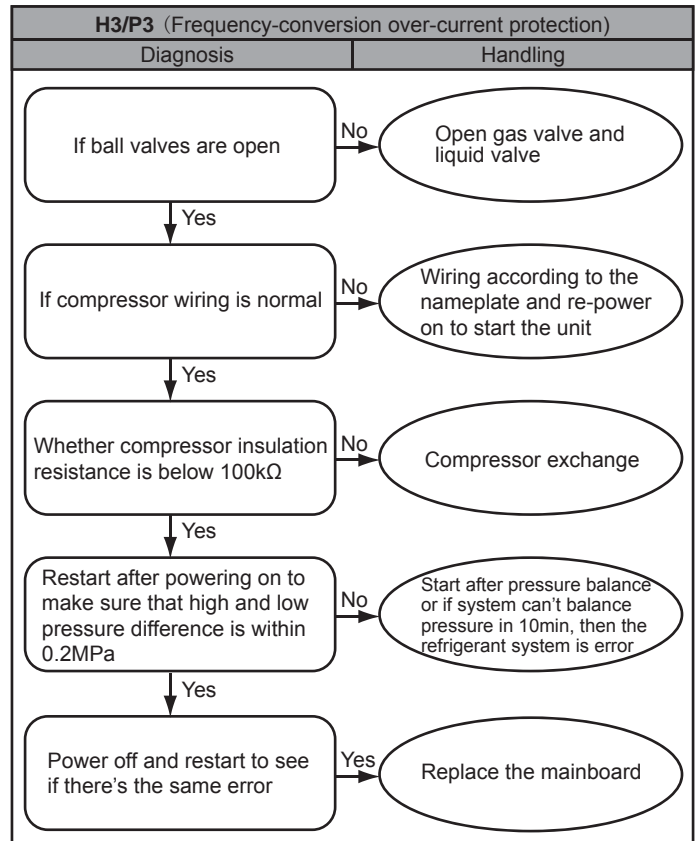 H3/P3（Frequency-conversion over-current protection)
Diagnosis
Handling
If ball valves are open
No
Open gas valve and
liquid valve
Yes
If compressor wiring is normal
No
Wiring according to the
nameplate and re-power
on to start the unit
Yes
Whether compressor insulation
resistance is below 100kΩ
No
Compressor exchange
Yes
Restart after powering on to
make sure that high and low
pressure difference is within
0.2MPa
No
Start after pressure balance
or if system can't balance
pressure in 10min, then the
refrigerant system is error
Yes
Power off and restart to see
if there's the same error
Yes
Replace the mainboard